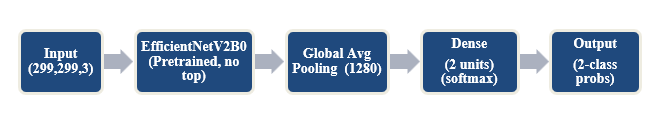 Input
(299,299,3)
EfficientNetV2B0
(Pretrained, no
top)
Global Avg
Pooling (1280)
Dense
(2 units)
(softmax)
Output
(2-class
probs)